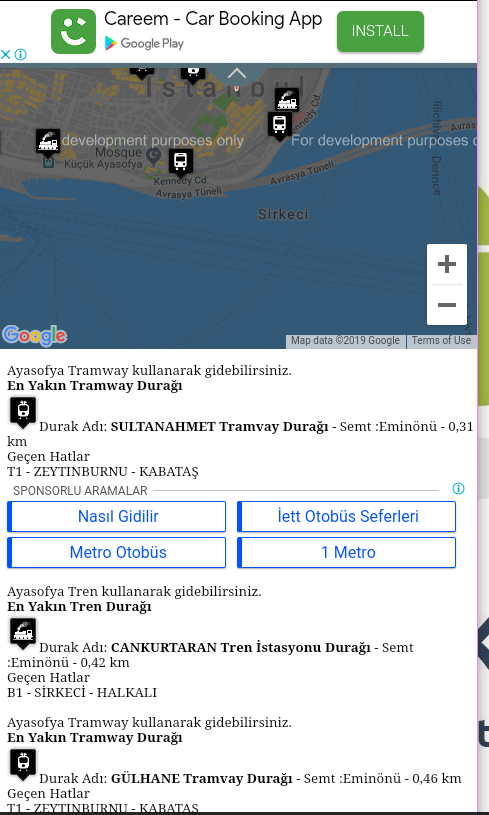 Careem - Car Booking App
Google Play
INSTALL
Istanbul
development purposes only
For development purposes o
Mosque
Küçük Ayasofya
Kennedy Cd.
Kennedy Cd.
Avrasya Tüneli
Avrasya Tüneli
Avras
Derince
Sirkeci
+
−
Google
Map data ©2019 Google
Terms of Use
Ayasofya Tramway kullanarak gidebilirsiniz.
En Yakın Tramway Durağı
Durak Adı: SULTANAHMET Tramvay Durağı - Semt :Eminönü - 0,31
km
Geçen Hatlar
T1 - ZEYTINBURNU - KABATAŞ
SPONSORLU ARAMALAR
Nasıl Gidilir
İett Otobüs Seferleri
Metro Otobüs
1 Metro
Ayasofya Tren kullanarak gidebilirsiniz.
En Yakın Tren Durağı
Durak Adı: CANKURTARAN Tren İstasyonu Durağı - Semt
:Eminönü - 0,42 km
Geçen Hatlar
B1 - SİRKECİ - HALKALI
Ayasofya Tramway kullanarak gidebilirsiniz.
En Yakın Tramway Durağı
Durak Adı: GÜLHANE Tramvay Durağı - Semt :Eminönü - 0,46 km
Geçen Hatlar
T1 - ZEYTINBURNU - KABATAŞ